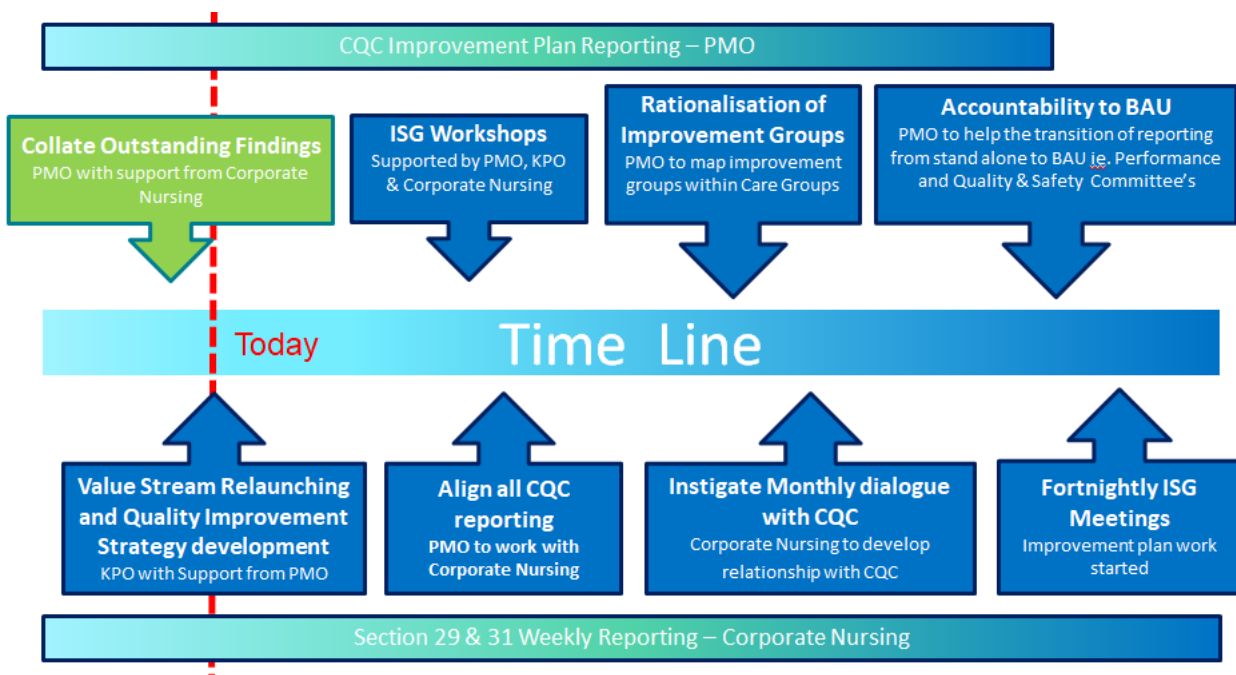 CQC Improvement Plan Reporting – PMO
Collate Outstanding Findings
PMO with support from Corporate
Nursing
ISG Workshops
Supported by PMO, KPO
& Corporate Nursing
Rationalisation of
Improvement Groups
PMO to map improvement
groups within Care Groups
Accountability to BAU
PMO to help the transition of reporting
from stand alone to BAU ie. Performance
and Quality & Safety Committee's
Today
Time Line
Value Stream Relaunching
and Quality Improvement
Strategy development
KPO with Support from PMO
Align all CQC
reporting
PMO to work with
Corporate Nursing
Instigate Monthly dialogue
with CQC
Corporate Nursing to develop
relationship with CQC
Fortnightly ISG
Meetings
Improvement plan work
started
Section 29 & 31 Weekly Reporting – Corporate Nursing